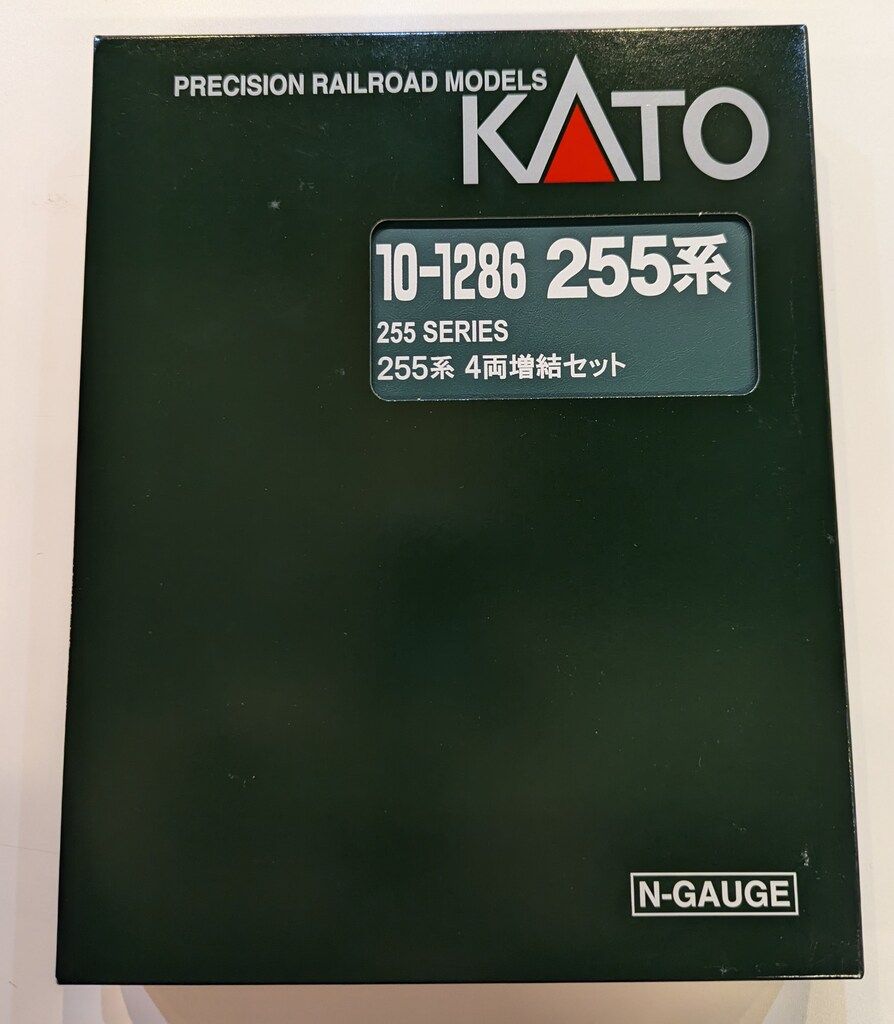 PRECISION RAILROAD MODELS
KATO
10-1286 255系
255 SERIES
255系 4両増結セット
N-GAUGE